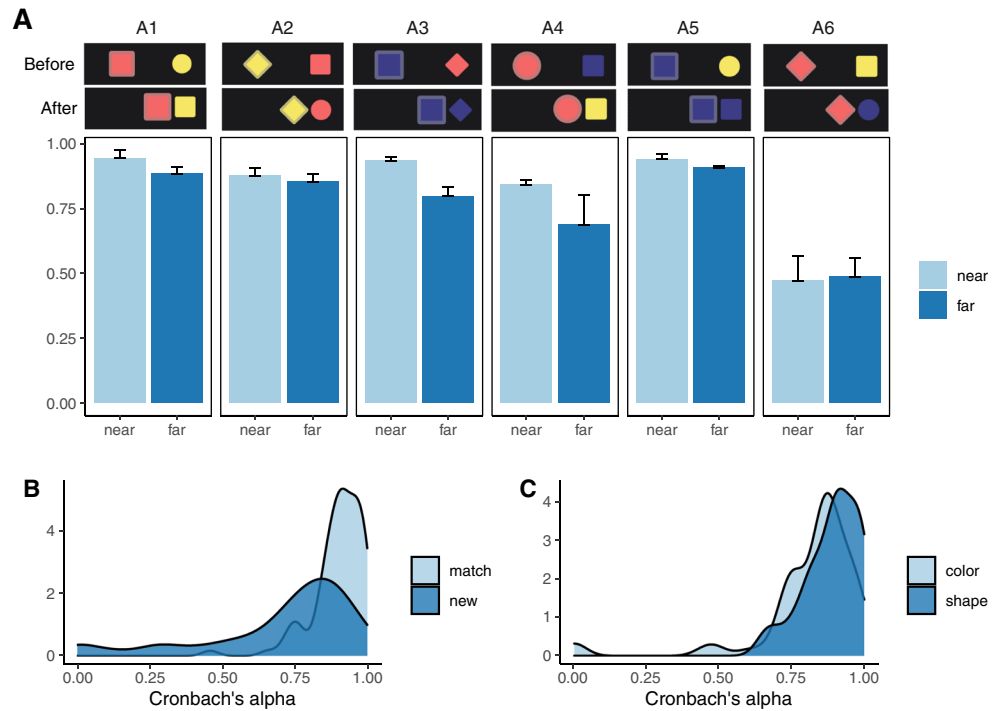 A
A1 A2 A3 A4 A5 A6
Before
After
1.00
0.75
0.50
0.25
0.00
near far near far near far near far near far near far
near
far
B
4
2
0
0.00 0.25 0.50 0.75 1.00
Cronbach's alpha
match
new
C
4
3
2
1
0
0.00 0.25 0.50 0.75 1.00
Cronbach's alpha
color
shape